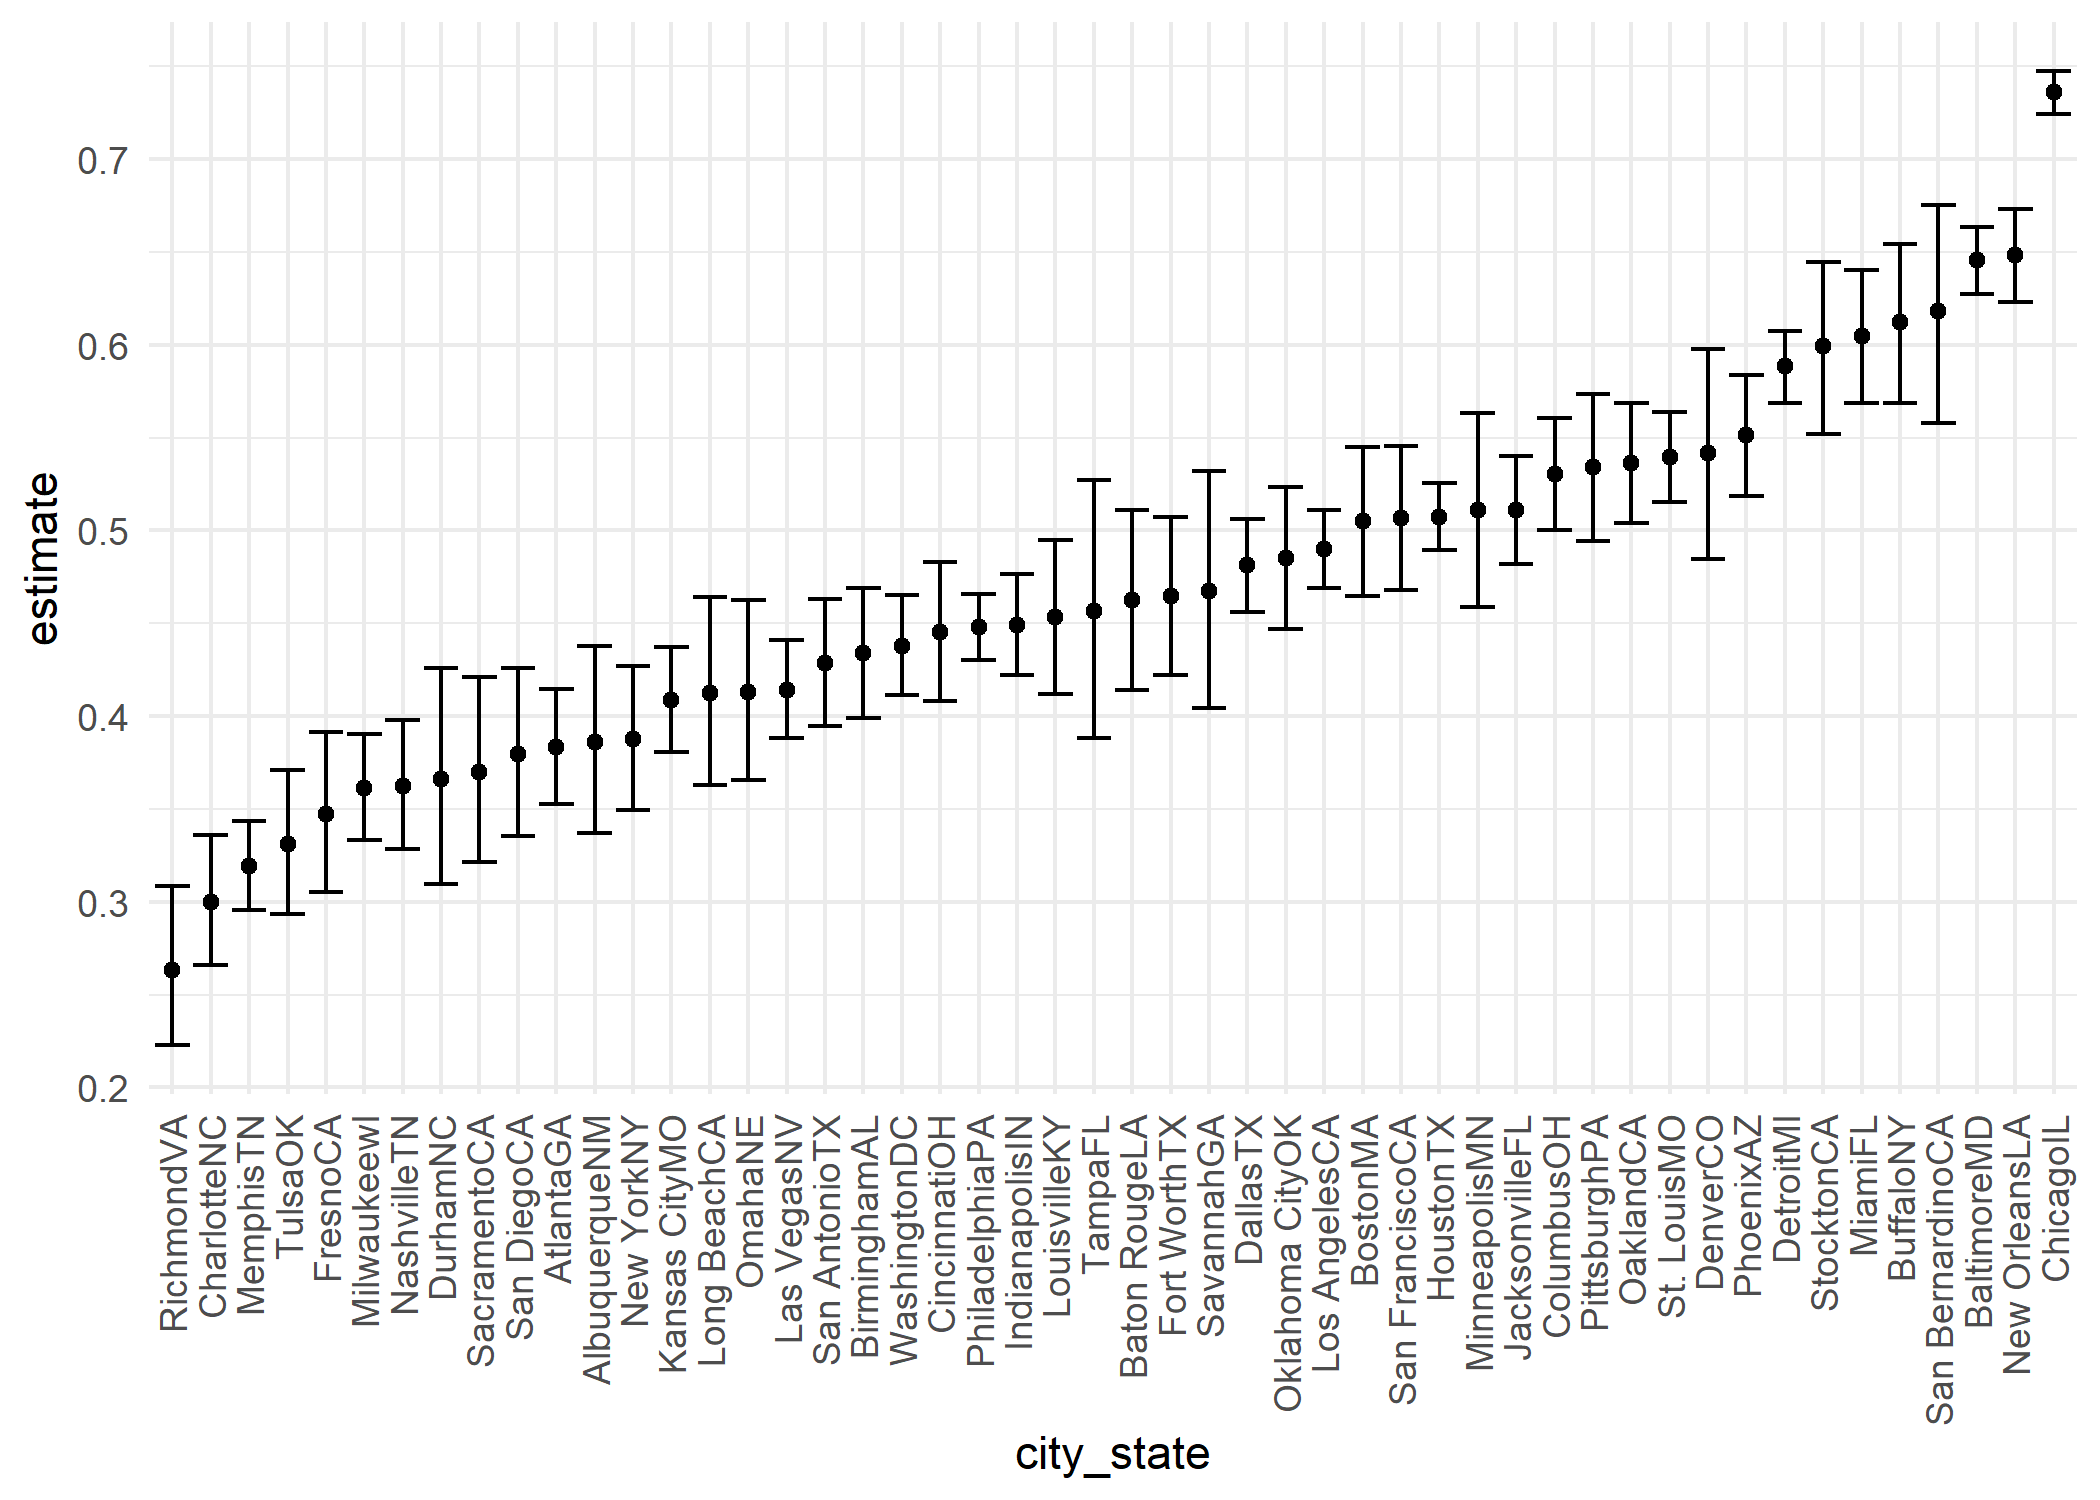 0.7
0.6
0.5
0.4
0.3
0.2
estimate
RichmondVA
CharlotteNC
MemphisTN
TulsaOK
FresnoCA
MilwaukeewI
NashvilleTN
DurhamNC
SacramentoCA
San DiegoCA
AtlantaGA
AlbuquerqueNM
New YorkNY
Kansas CityMO
Long BeachCA
OmahaNE
Las VegasNV
San AntonioTX
BirminghamAL
WashingtonDC
CincinnatiOH
PhiladelphiaPA
IndianapolisIN
LouisvilleKY
TampaFL
Baton RougeLA
Fort WorthTX
SavannahGA
DallasTX
Oklahoma CityOK
Los AngelesCA
BostonMA
San FranciscoCA
HoustonTX
MinneapolisMN
JacksonvilleFL
ColumbusOH
PittsburghPA
OaklandCA
St. LouisMO
DenverCO
PhoenixAZ
DetroitMI
StocktonCA
MiamiFL
BuffaloNY
San BernardinoCA
BaltimoreMD
New OrleansLA
ChicagoIL
city_state